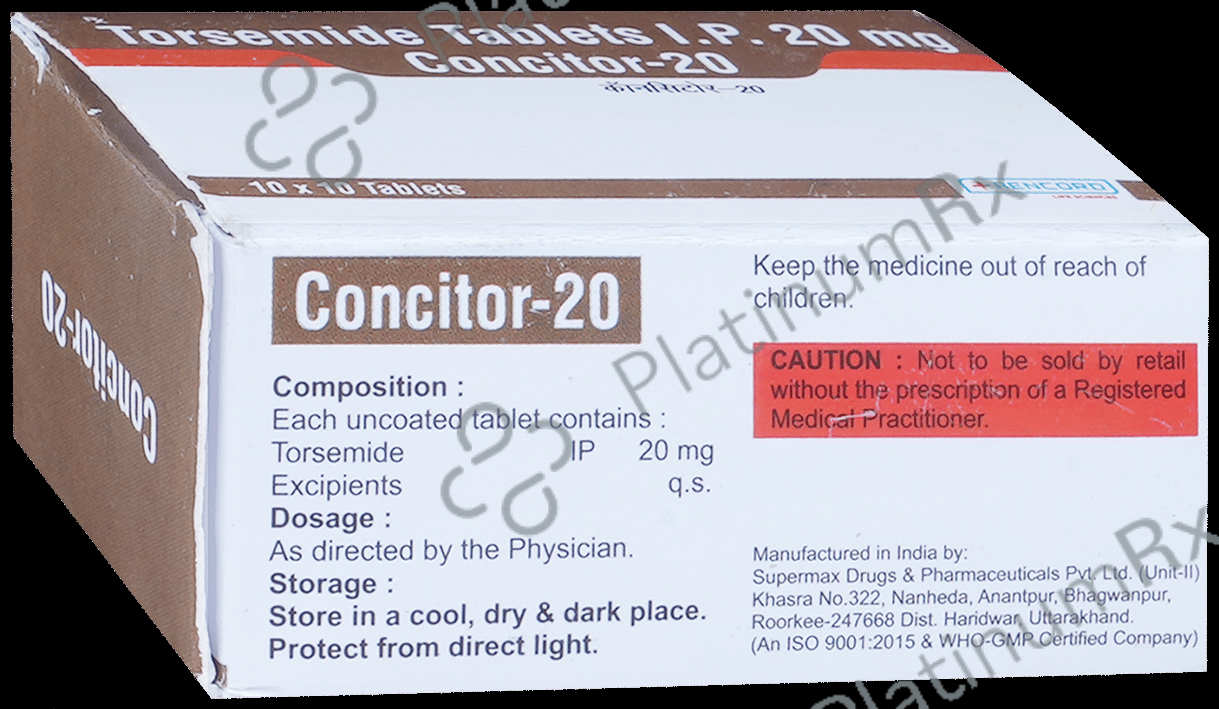 Rx
Torsemide Tablets I.P. 20 mg
Concitor-20
कॉनसिटोर-20
10 x 10 Tablets
ZENCORD
LIFE SCIENCES
Concitor-20
Concitor-20
Composition :
Each uncoated tablet contains :
Torsemide IP 20 mg
Excipients q.s.
Dosage :
As directed by the Physician.
Storage :
Store in a cool, dry & dark place.
Protect from direct light.
Keep the medicine out of reach of
children.
CAUTION : Not to be sold by retail
without the prescription of a Registered
Medical Practitioner.
Manufactured in India by:
Supermax Drugs & Pharmaceuticals Pvt. Ltd. (Unit-II)
Khasra No.322, Nanheda, Anantpur, Bhagwanpur,
Roorkee-247668 Dist. Haridwar, Uttarakhand.
(An ISO 9001:2015 & WHO-GMP Certified Company)
PlatinumRx
PlatinumRx